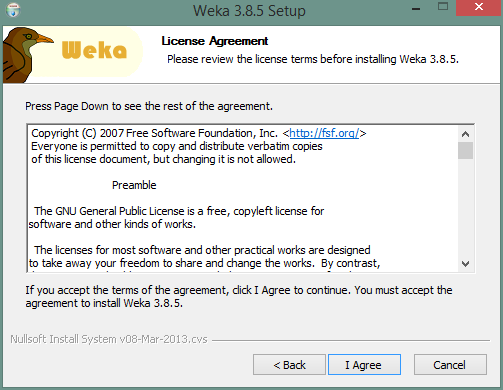 Weka 3.8.5 Setup
Weka
License Agreement
Please review the license terms before installing Weka 3.8.5.
Press Page Down to see the rest of the agreement.
Copyright (C) 2007 Free Software Foundation, Inc. <http://fsf.org/>
Everyone is permitted to copy and distribute verbatim copies
of this license document, but changing it is not allowed.
Preamble
The GNU General Public License is a free, copyleft license for
software and other kinds of works.
The licenses for most software and other practical works are designed
to take away your freedom to share and change the works. By contrast,
If you accept the terms of the agreement, click I Agree to continue. You must accept the
agreement to install Weka 3.8.5.
Nullsoft Install System v08-Mar-2013.cvs
< Back
I Agree
Cancel